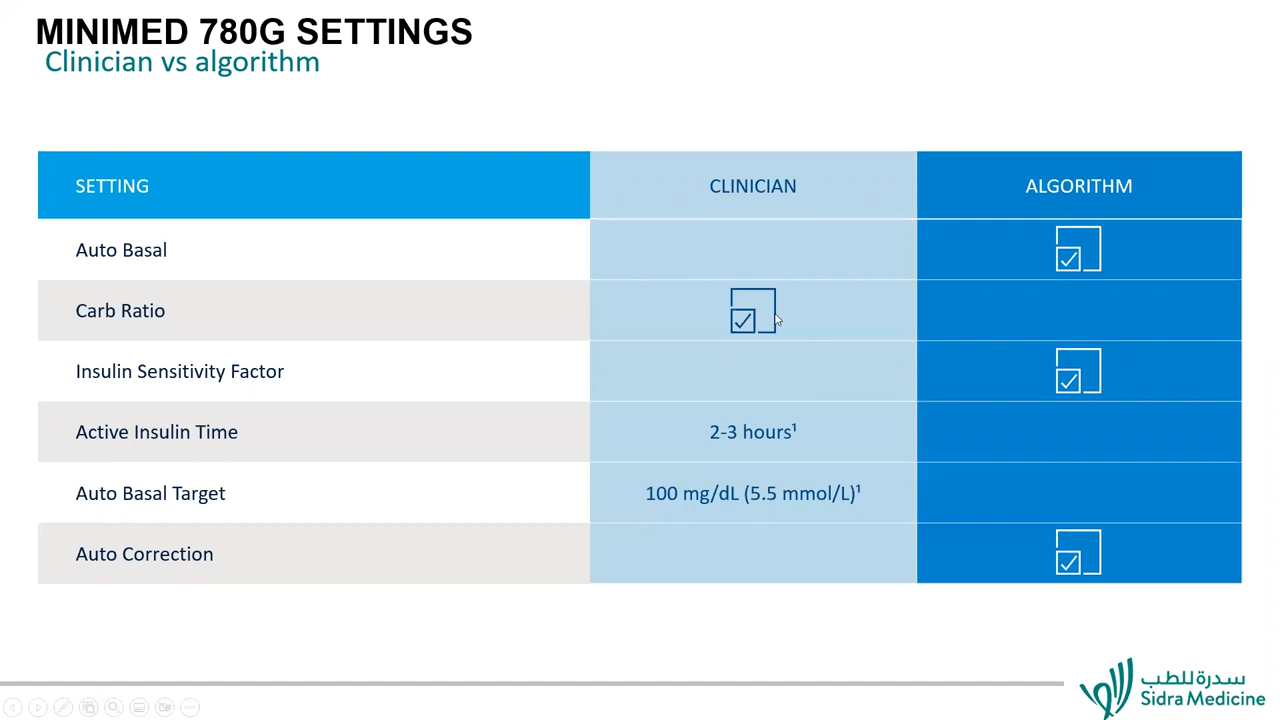 MINIMED 780G SETTINGS
Clinician vs algorithm
SETTING CLINICIAN ALGORITHM
Auto Basal
Carb Ratio
Insulin Sensitivity Factor
Active Insulin Time 2-3 hours¹
Auto Basal Target 100 mg/dL (5.5 mmol/L)¹
Auto Correction
سدرة للطب
Sidra Medicine